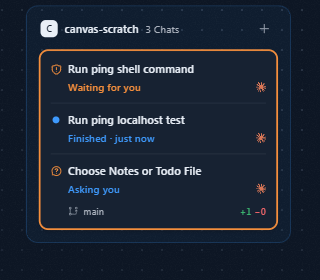 C canvas-scratch · 3 Chats
Run ping shell command
Waiting for you
Run ping localhost test
Finished · just now
Choose Notes or Todo File
Asking you
main +1 −0